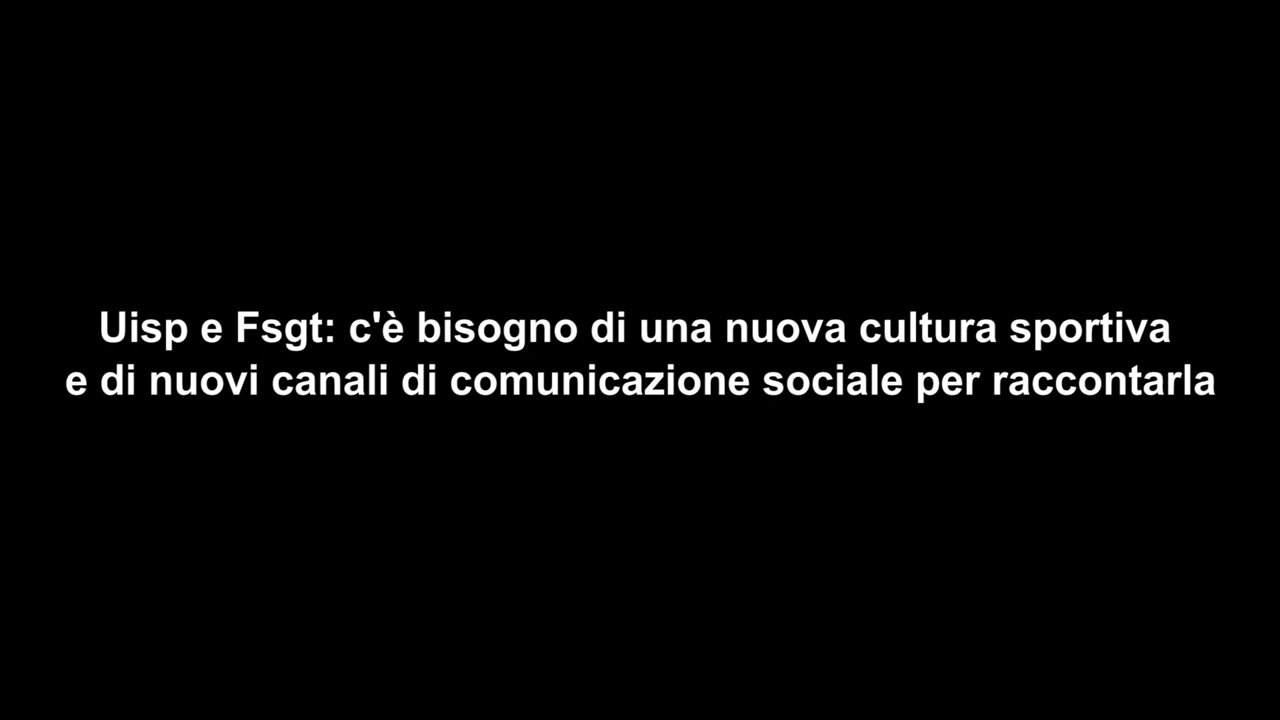 Uisp e Fsgt: c'è bisogno di una nuova cultura sportiva
e di nuovi canali di comunicazione sociale per raccontarla